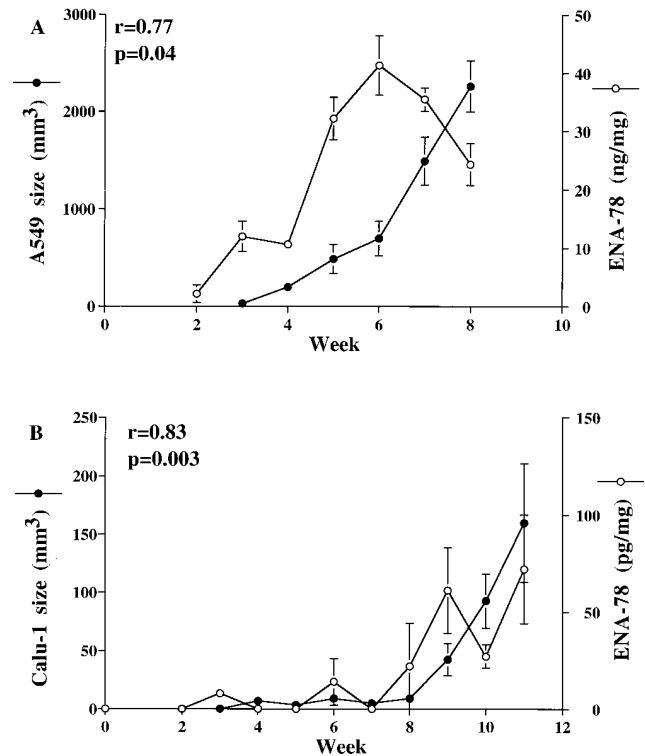 A
r=0.77
p=0.04
3000
2000
1000
0
50
40
30
20
10
0
A549 size (mm³)
ENA-78 (ng/mg)
0 2 4 6 8 10
Week
B
r=0.83
p=0.003
250
200
150
100
50
0
150
100
50
0
Calu-1 size (mm³)
ENA-78 (pg/mg)
0 2 4 6 8 10 12
Week